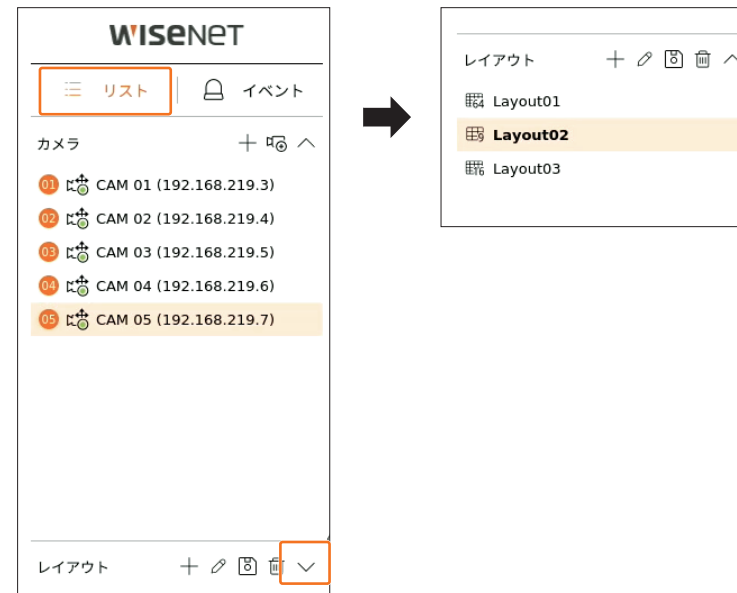 WISENET
リスト イベント
カメラ
01 CAM 01 (192.168.219.3)
02 CAM 02 (192.168.219.4)
03 CAM 03 (192.168.219.5)
04 CAM 04 (192.168.219.6)
05 CAM 05 (192.168.219.7)
レイアウト
レイアウト
64 Layout01
9 Layout02
16 Layout03